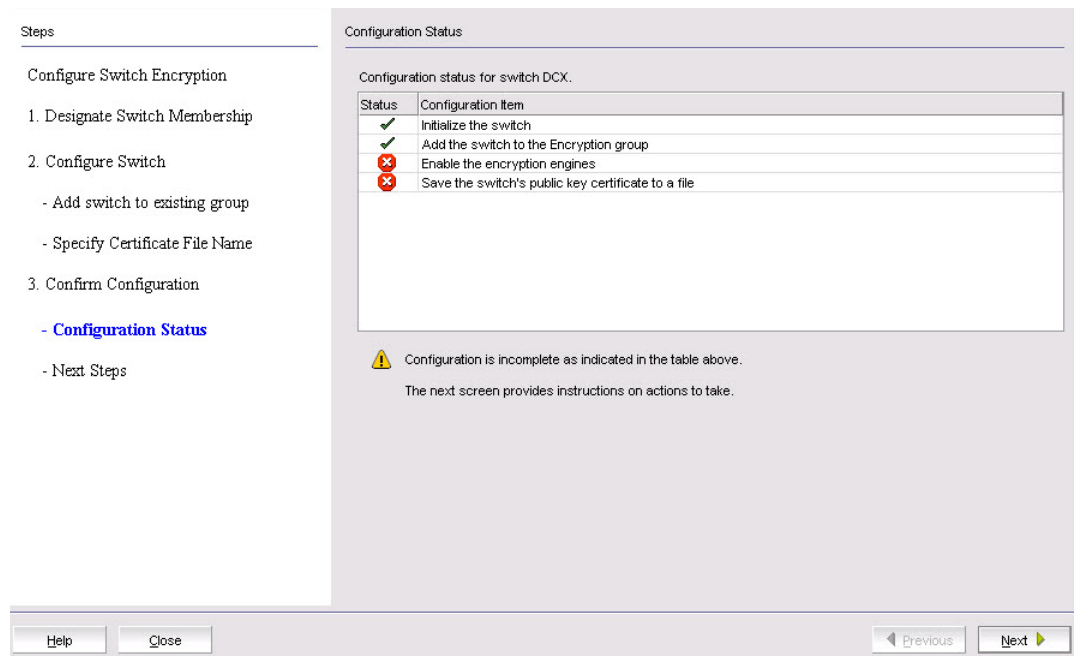 Steps
Configure Switch Encryption
1. Designate Switch Membership
2. Configure Switch
- Add switch to existing group
- Specify Certificate File Name
3. Confirm Configuration
- Configuration Status
- Next Steps
Configuration Status
Configuration status for switch DCX.
Status Configuration Item
Initialize the switch
Add the switch to the Encryption group
Enable the encryption engines
Save the switch's public key certificate to a file
Configuration is incomplete as indicated in the table above.
The next screen provides instructions on actions to take.
Help Close Previous Next